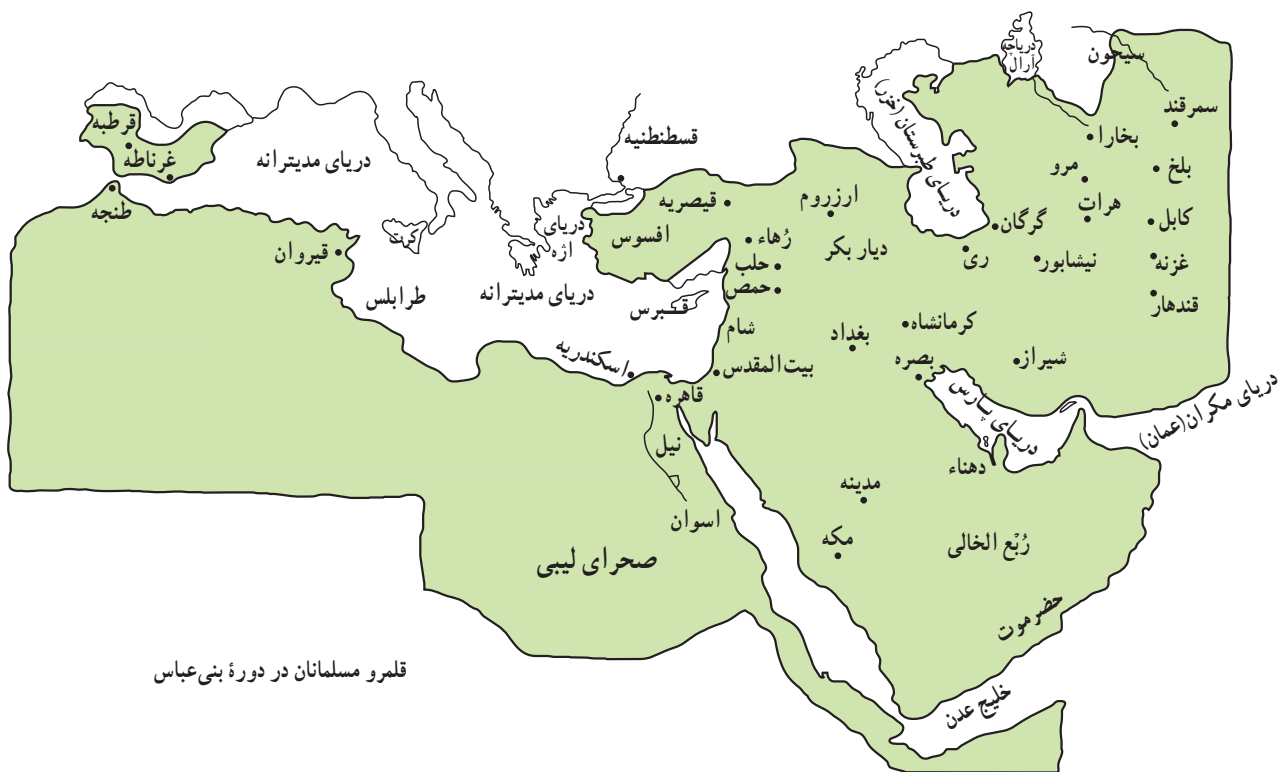 دریاچه
آرال
سیحون
سمرقند
بخارا
بلخ
مرو
هرات
کابل
غزنه
قندهار
گرگان
نیشابور
ری
دریای طبرستان (خزر)
قسطنطنیه
قیصریه
ارزروم
افسوس
رُهاء
دیار بکر
حلب
حمص
شام
بیت‌المقدس
بغداد
کرمانشاه
بصره
شیراز
دریای پارس
دریای مکران(عمان)
قرطبه
غرناطه
طنجه
دریای مدیترانه
قیروان
کرت
دریای
اژه
طرابلس
دریای مدیترانه
قبرس
اسکندریه
قاهره
نیل
اسوان
صحرای لیبی
دهناء
مدینه
مکه
رُبْع الخالی
حضرموت
خلیج عدن
قلمرو مسلمانان در دورهٔ بنی‌عباس